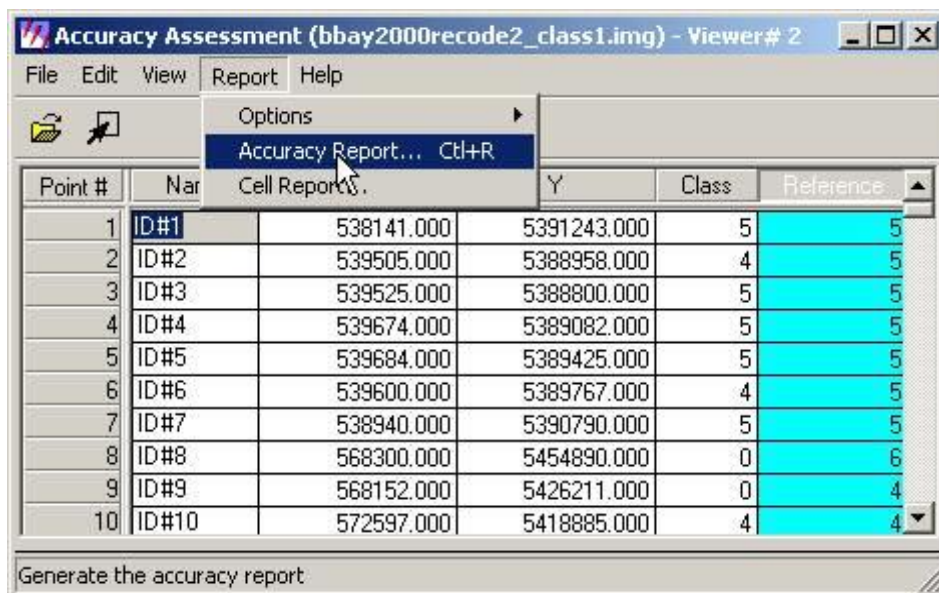 Accuracy Assessment (bbay2000recode2_class1.img) - Viewer# 2
File Edit View Report Help
Options
Accuracy Report... Ctl+R
Cell Report...
Point # Y Class Reference
1 ID#1 538141.000 5391243.000 5 5
2 ID#2 539505.000 5388958.000 4 5
3 ID#3 539525.000 5388800.000 5 5
4 ID#4 539674.000 5389082.000 5 5
5 ID#5 539684.000 5389425.000 5 5
6 ID#6 539600.000 5389767.000 4 5
7 ID#7 538940.000 5390790.000 5 5
8 ID#8 568300.000 5454890.000 0 6
9 ID#9 568152.000 5426211.000 0 4
10 ID#10 572597.000 5418885.000 4 4
Generate the accuracy report